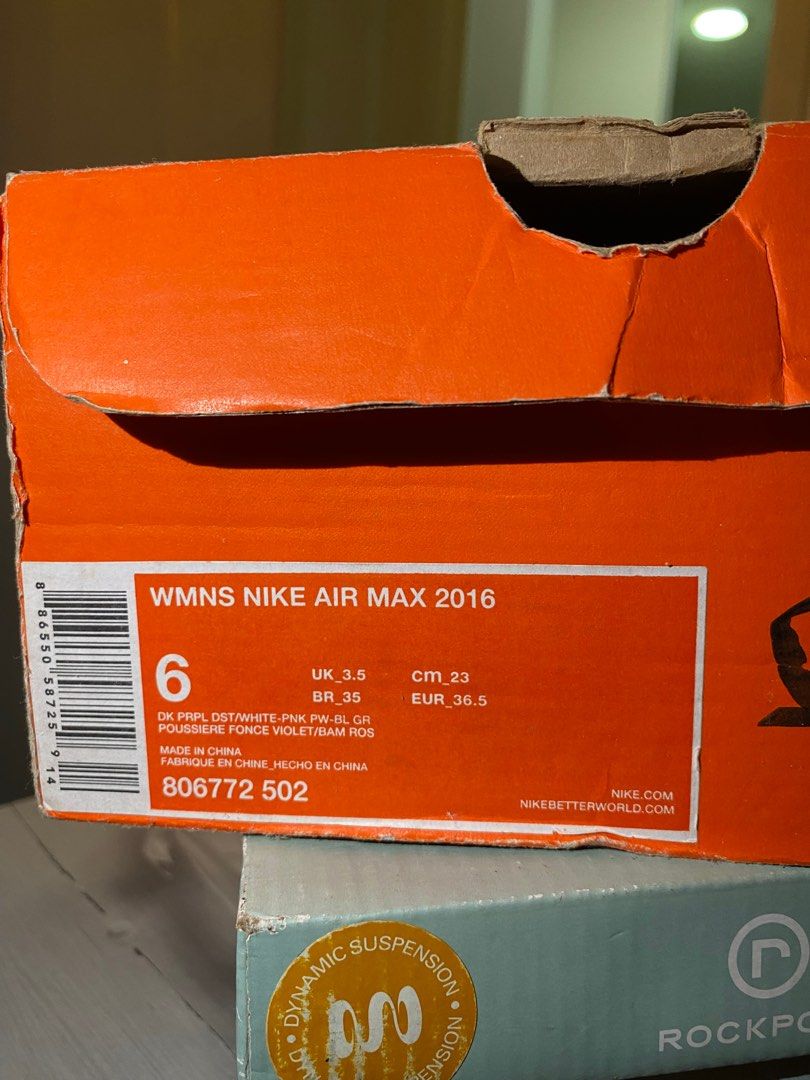 WMNS NIKE AIR MAX 2016
6
UK_3.5 cm_23
BR_35 EUR_36.5
DK PRPL DST/WHITE-PNK PW-BL GR
POUSSIERE FONCE VIOLET/BAM ROS
MADE IN CHINA
FABRIQUE EN CHINE_HECHO EN CHINA
806772 502
NIKE.COM
NIKEBETTERWORLD.COM
8 86550 58725 9 14
DYNAMIC SUSPENSION
r
ROCKPO